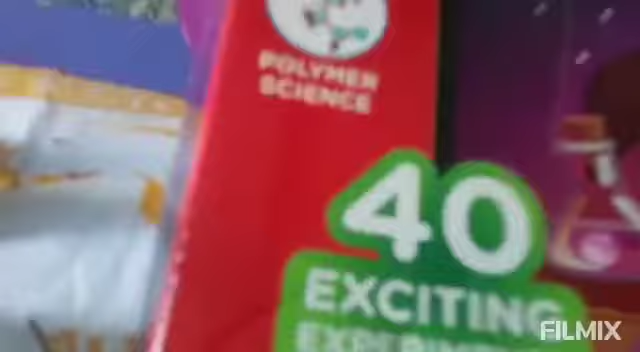 POLYMER
SCIENCE
40
EXCITING
FILMIX